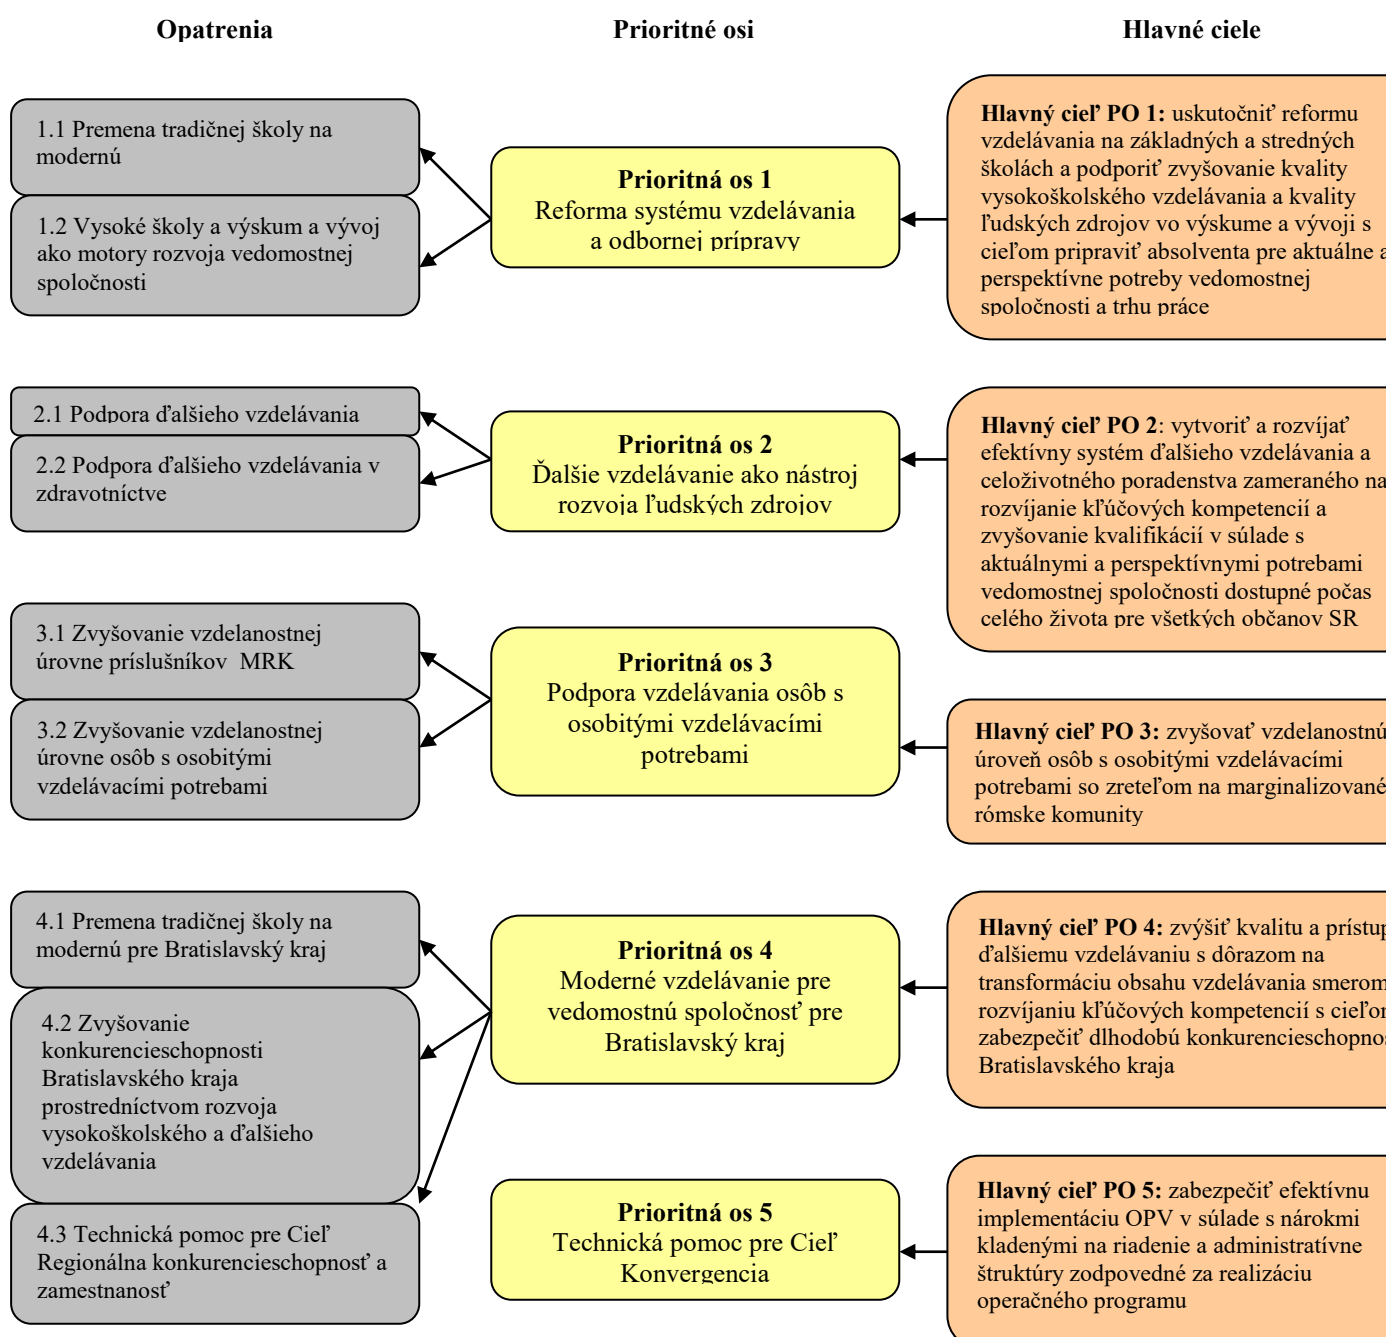 Opatrenia
Prioritné osi
Hlavné ciele
1.1 Premena tradičnej školy na
modernú
1.2 Vysoké školy a výskum a vývoj
ako motory rozvoja vedomostnej
spoločnosti
Prioritná os 1
Reforma systému vzdelávania
a odbornej prípravy
Hlavný cieľ PO 1: uskutočniť reformu
vzdelávania na základných a stredných
školách a podporiť zvyšovanie kvality
vysokoškolského vzdelávania a kvality
ľudských zdrojov vo výskume a vývoji s
cieľom pripraviť absolventa pre aktuálne a
perspektívne potreby vedomostnej
spoločnosti a trhu práce
2.1 Podpora ďalšieho vzdelávania
2.2 Podpora ďalšieho vzdelávania v
zdravotníctve
Prioritná os 2
Ďalšie vzdelávanie ako nástroj
rozvoja ľudských zdrojov
Hlavný cieľ PO 2: vytvoriť a rozvíjať
efektívny systém ďalšieho vzdelávania a
celoživotného poradenstva zameraného na
rozvíjanie kľúčových kompetencií a
zvyšovanie kvalifikácií v súlade s
aktuálnymi a perspektívnymi potrebami
vedomostnej spoločnosti dostupné počas
celého života pre všetkých občanov SR
3.1 Zvyšovanie vzdelanostnej
úrovne príslušníkov MRK
3.2 Zvyšovanie vzdelanostnej
úrovne osôb s osobitými
vzdelávacími potrebami
Prioritná os 3
Podpora vzdelávania osôb s
osobitými vzdelávacími
potrebami
Hlavný cieľ PO 3: zvyšovať vzdelanostnú
úroveň osôb s osobitými vzdelávacími
potrebami so zreteľom na marginalizované
rómske komunity
4.1 Premena tradičnej školy na
modernú pre Bratislavský kraj
4.2 Zvyšovanie
konkurencieschopnosti
Bratislavského kraja
prostredníctvom rozvoja
vysokoškolského a ďalšieho
vzdelávania
4.3 Technická pomoc pre Cieľ
Regionálna konkurencieschopnosť a
zamestnanosť
Prioritná os 4
Moderné vzdelávanie pre
vedomostnú spoločnosť pre
Bratislavský kraj
Hlavný cieľ PO 4: zvýšiť kvalitu a prístup
ďalšiemu vzdelávaniu s dôrazom na
transformáciu obsahu vzdelávania smerom
rozvíjaniu kľúčových kompetencií s cieľom
zabezpečiť dlhodobú konkurencieschopnos
Bratislavského kraja
Prioritná os 5
Technická pomoc pre Cieľ
Konvergencia
Hlavný cieľ PO 5: zabezpečiť efektívnu
implementáciu OPV v súlade s nárokmi
kladenými na riadenie a administratívne
štruktúry zodpovedné za realizáciu
operačného programu